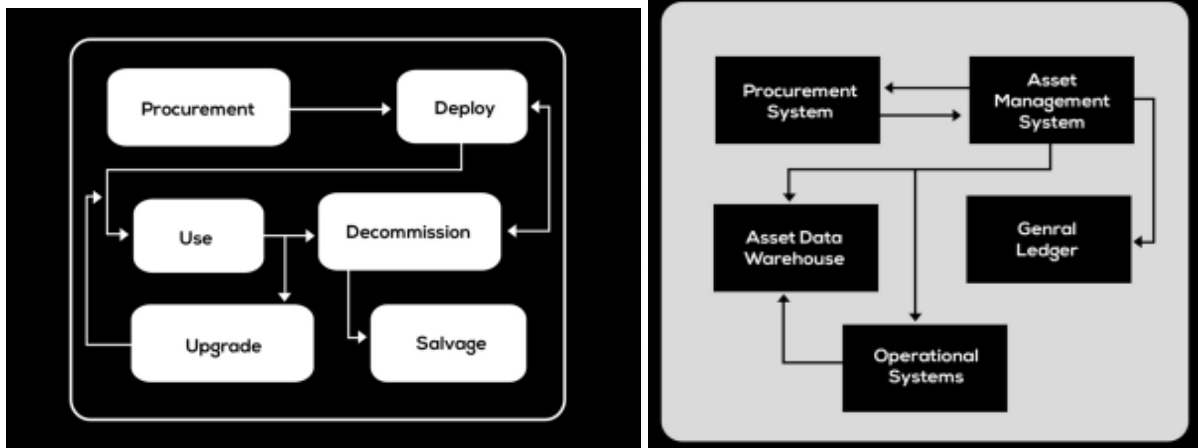 Procurement
Deploy
Use
Decommission
Upgrade
Salvage
Procurement
System
Asset
Management
System
Asset Data
Warehouse
Genral
Ledger
Operational
Systems